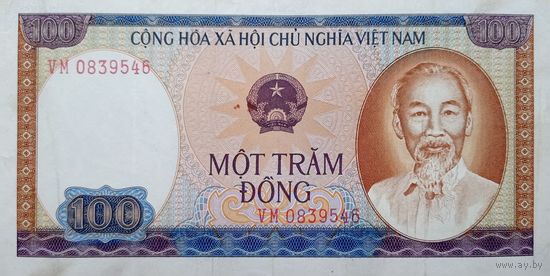 100
100
CỘNG HÒA XÃ HỘI CHỦ NGHĨA VIỆT NAM
VM 0839546
MỘT TRĂM
ĐỒNG
100
VM 0839546
www.ay.by